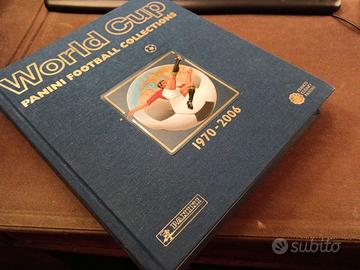 World Cup
PANINI FOOTBALL COLLECTIONS
1970-2006
PANINI
subito